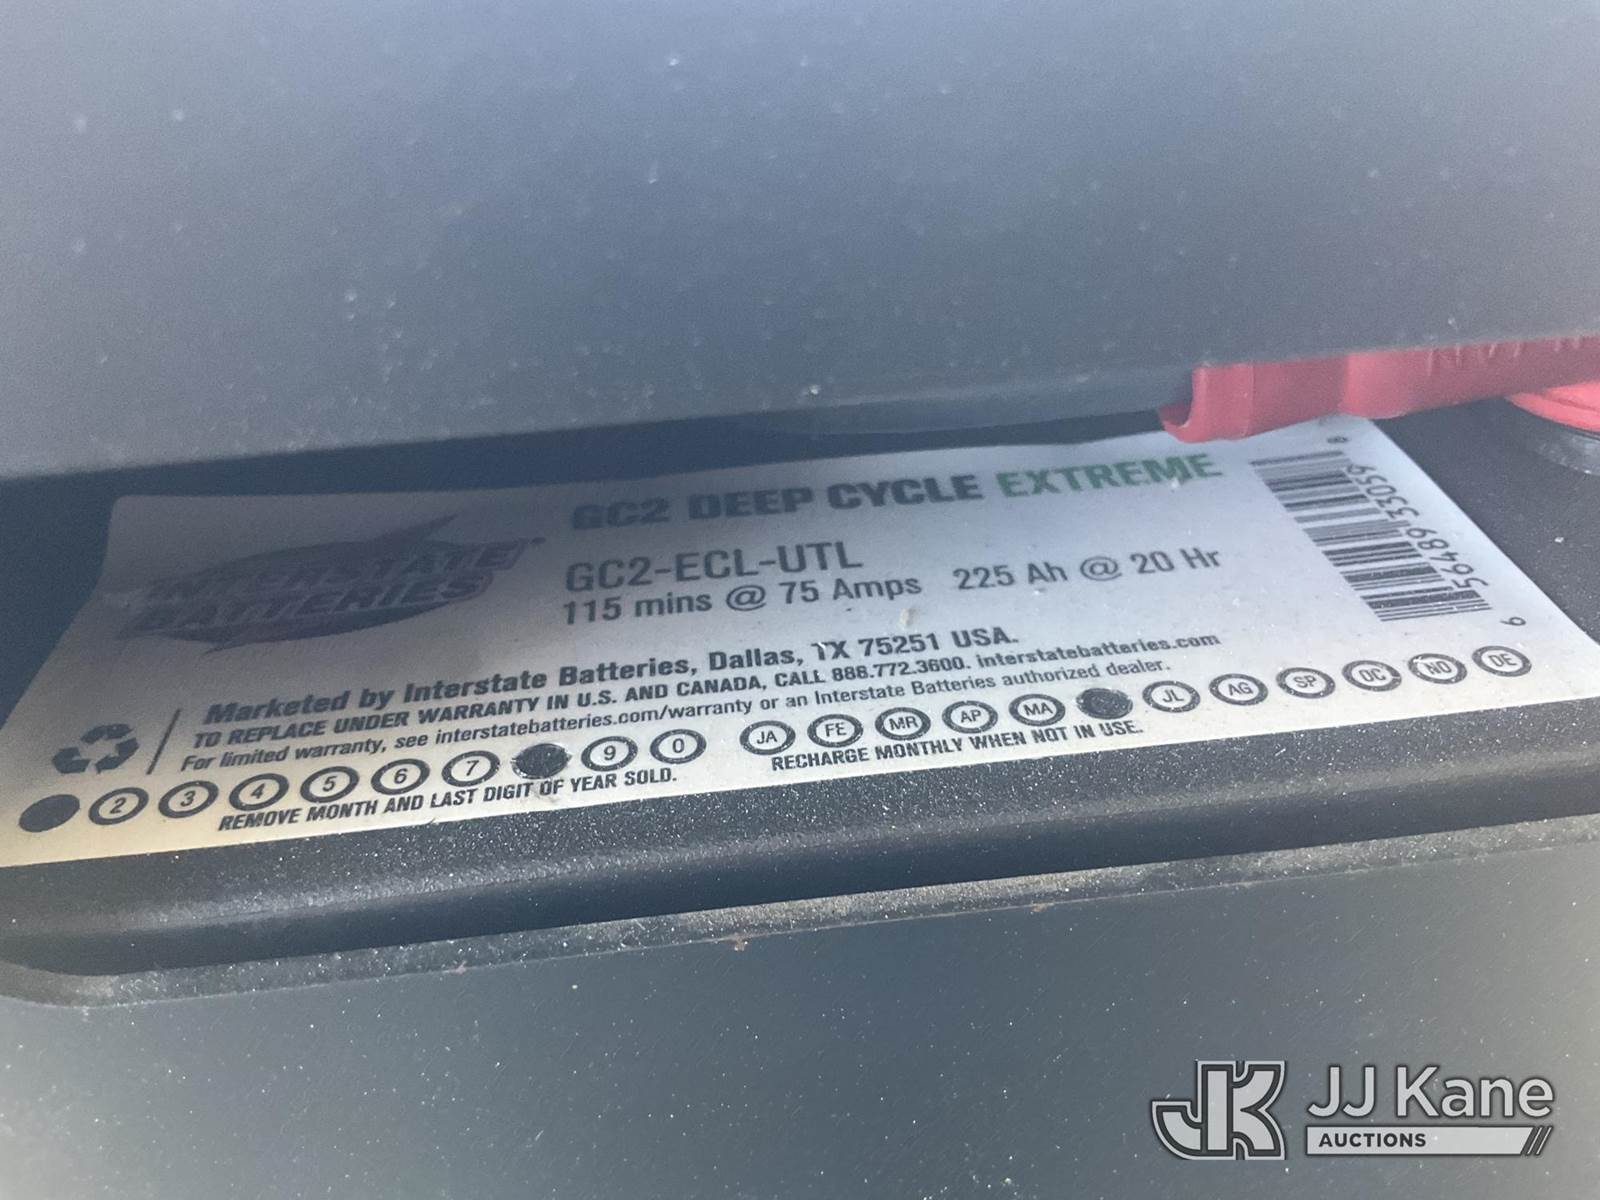 INTERSTATE BATTERIES®
GC2 DEEP CYCLE EXTREME
GC2-ECL-UTL
115 mins @ 75 Amps 225 Ah @ 20 Hr
Marketed by Interstate Batteries, Dallas, TX 75251 USA.
TO REPLACE UNDER WARRANTY IN U.S. AND CANADA, CALL 888.772.3600. interstatebatteries.com
For limited warranty, see interstatebatteries.com/warranty or an Interstate Batteries authorized dealer.
2 3 4 5 6 7 9 0 JA FE MR AP MA JL AG SP OC NO DE
REMOVE MONTH AND LAST DIGIT OF YEAR SOLD. RECHARGE MONTHLY WHEN NOT IN USE.
56489 33059 6
JJ Kane
AUCTIONS